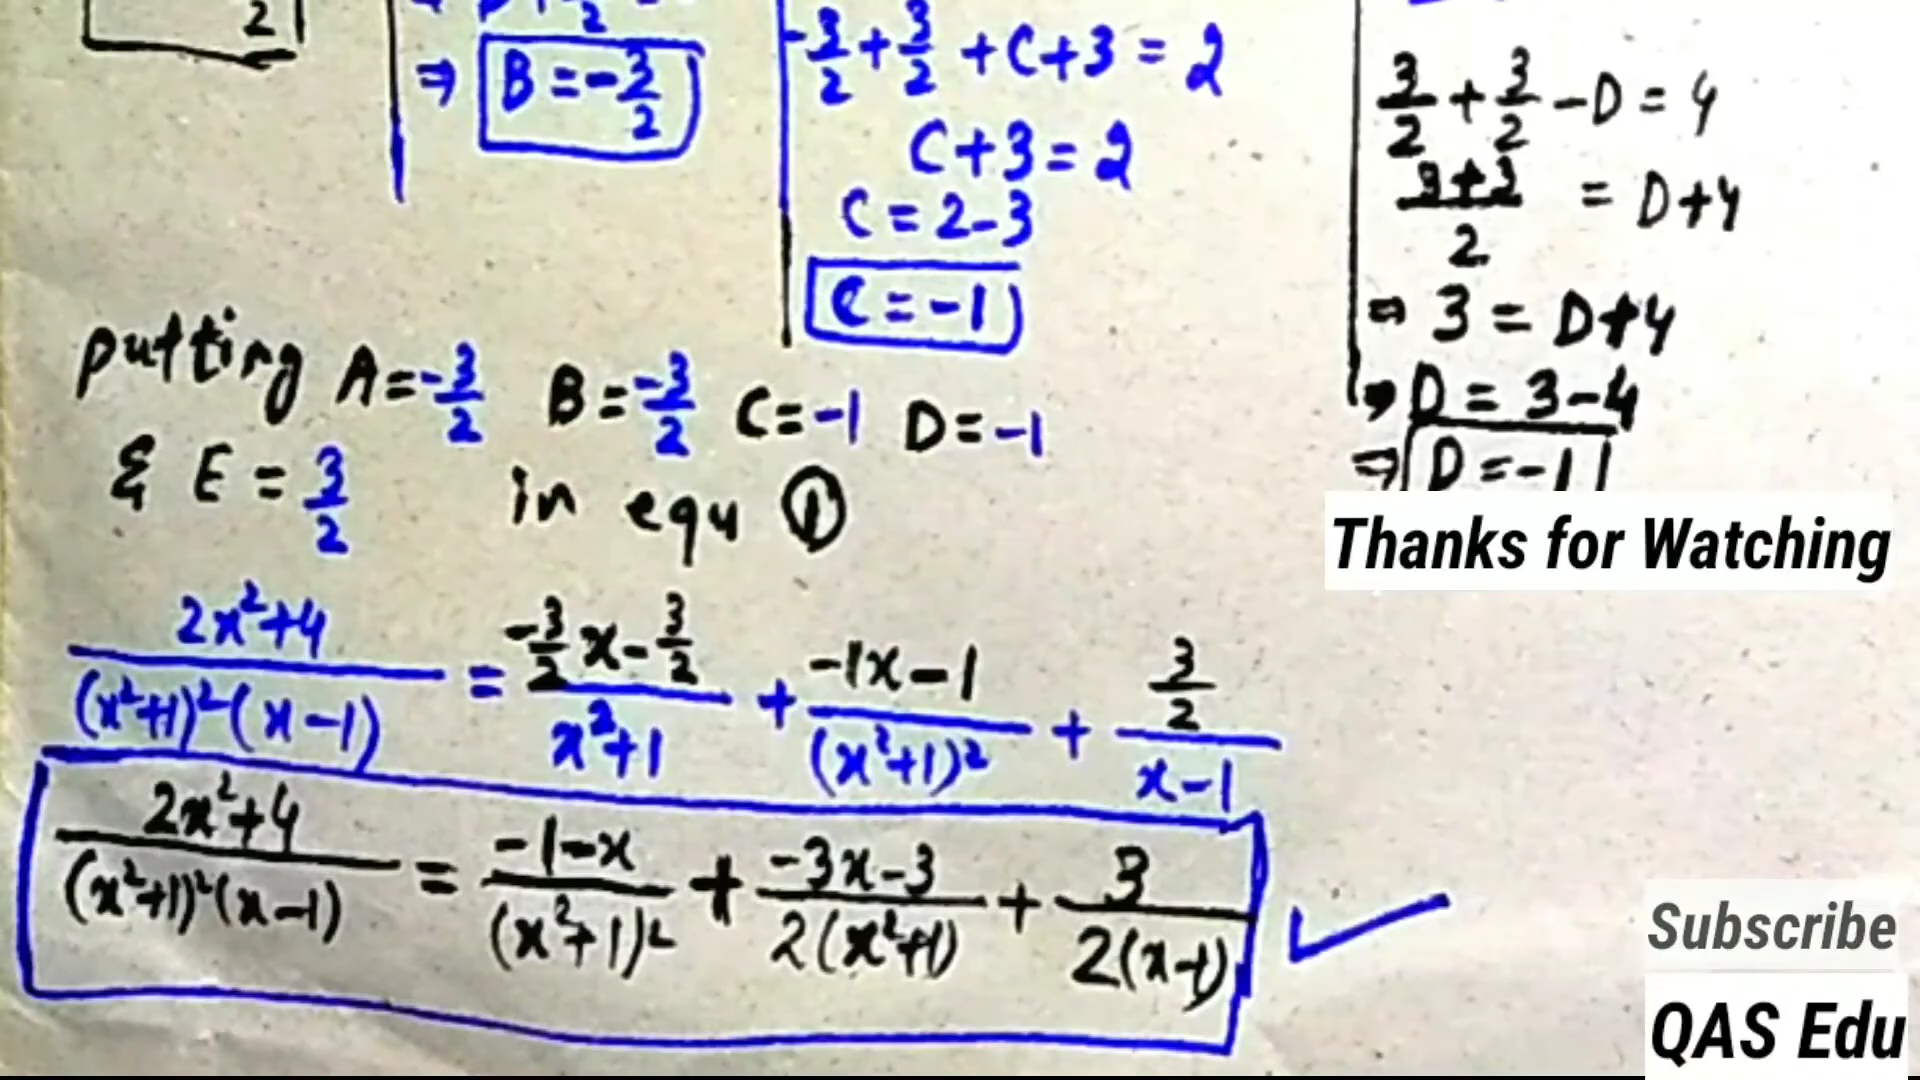 2
⇒ B = -3/2
-3/2 + 3/2 + C + 3 = 2
C + 3 = 2
C = 2 - 3
C = -1
3/2 + 3/2 - D = 4
3+3/2 = D + 4
⇒ 3 = D + 4
⇒ D = 3 - 4
⇒ D = -1
putting A = -3/2 B = -3/2 C = -1 D = -1
& E = 3/2 in equ ①
Thanks for Watching
2x²+4/(x²+1)²(x-1) = -3/2x - 3/2/x²+1 + -1x-1/(x²+1)² + 3/2/x-1
2x²+4/(x²+1)²(x-1) = -1-x/(x²+1)² + -3x-3/2(x²+1) + 3/2(x-1)
Subscribe
QAS Edu